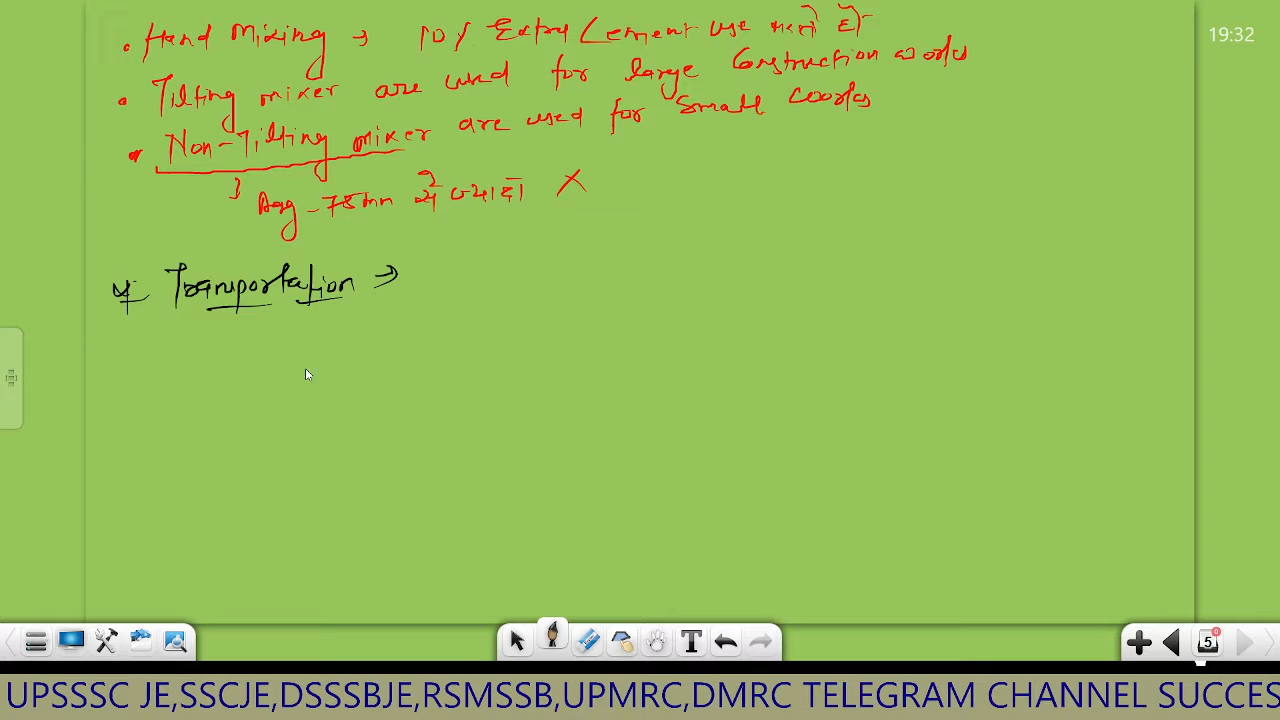 • Hand Mixing → 10% Extra Cement use करते है
19:32
• Tilting mixer are used for large Construction works
• Non-Tilting mixer are used for Small works
Agg - 75mm से ज्यादा ×
* Transportation ⇒
T
5
UPSSSC JE,SSCJE,DSSSBJE,RSMSSB,UPMRC,DMRC TELEGRAM CHANNEL SUCCES